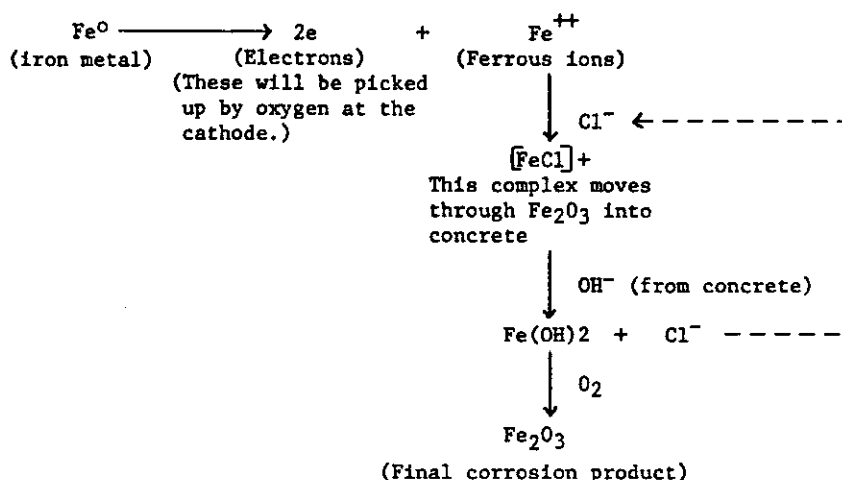 Fe° 2e + Fe++
(iron metal) (Electrons) (Ferrous ions)
(These will be picked
up by oxygen at the
cathode.)
Cl⁻
[FeCl]+
This complex moves
through Fe₂O₃ into
concrete
OH⁻ (from concrete)
Fe(OH)2 + Cl⁻
O₂
Fe₂O₃
(Final corrosion product)